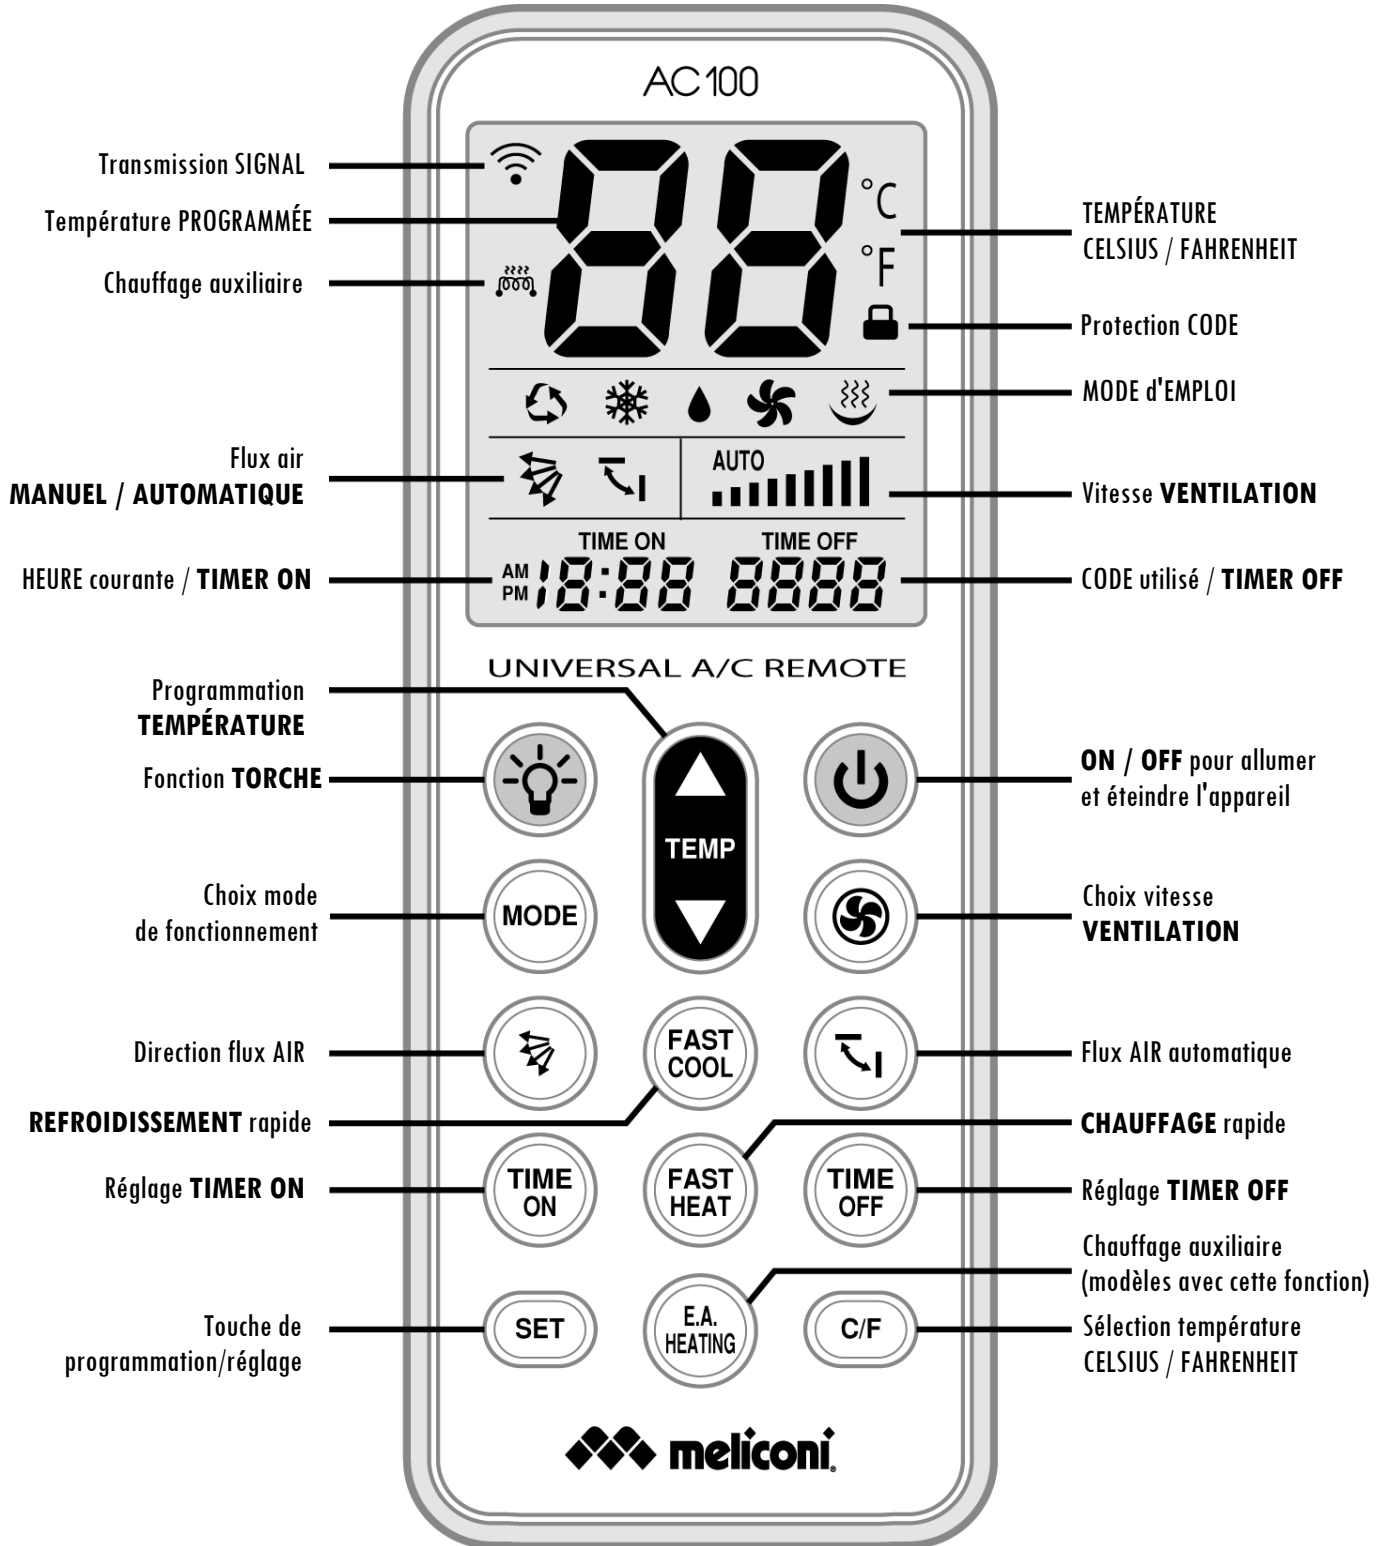 AC 100
Transmission SIGNAL
Température PROGRAMMÉE
Chauffage auxiliaire
88
°C
°F
TEMPÉRATURE
CELSIUS / FAHRENHEIT
Protection CODE
MODE d'EMPLOI
Flux air
MANUEL / AUTOMATIQUE
AUTO
Vitesse VENTILATION
HEURE courante / TIMER ON
TIME ON
TIME OFF
AM
PM
18:88
8888
CODE utilisé / TIMER OFF
UNIVERSAL A/C REMOTE
Programmation
TEMPÉRATURE
Fonction TORCHE
TEMP
ON / OFF pour allumer
et éteindre l'appareil
Choix mode
de fonctionnement
MODE
Choix vitesse
VENTILATION
Direction flux AIR
FAST
COOL
Flux AIR automatique
REFROIDISSEMENT rapide
CHAUFFAGE rapide
Réglage TIMER ON
TIME
ON
FAST
HEAT
TIME
OFF
Réglage TIMER OFF
Chauffage auxiliaire
(modèles avec cette fonction)
Touche de
programmation/réglage
SET
E.A.
HEATING
C/F
Sélection température
CELSIUS / FAHRENHEIT
meliconi®